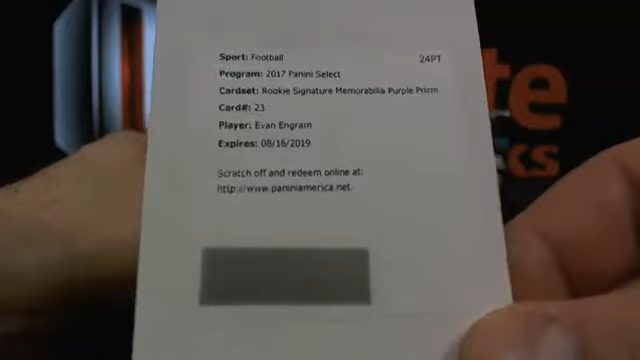 Sport: Football
24PT
Program: 2017 Panini Select
Cardset: Rookie Signature Memorabilia Purple Prizm
Card#: 23
Player: Evan Engram
Expires: 08/16/2019
Scratch off and redeem online at:
http://www.paniniamerica.net